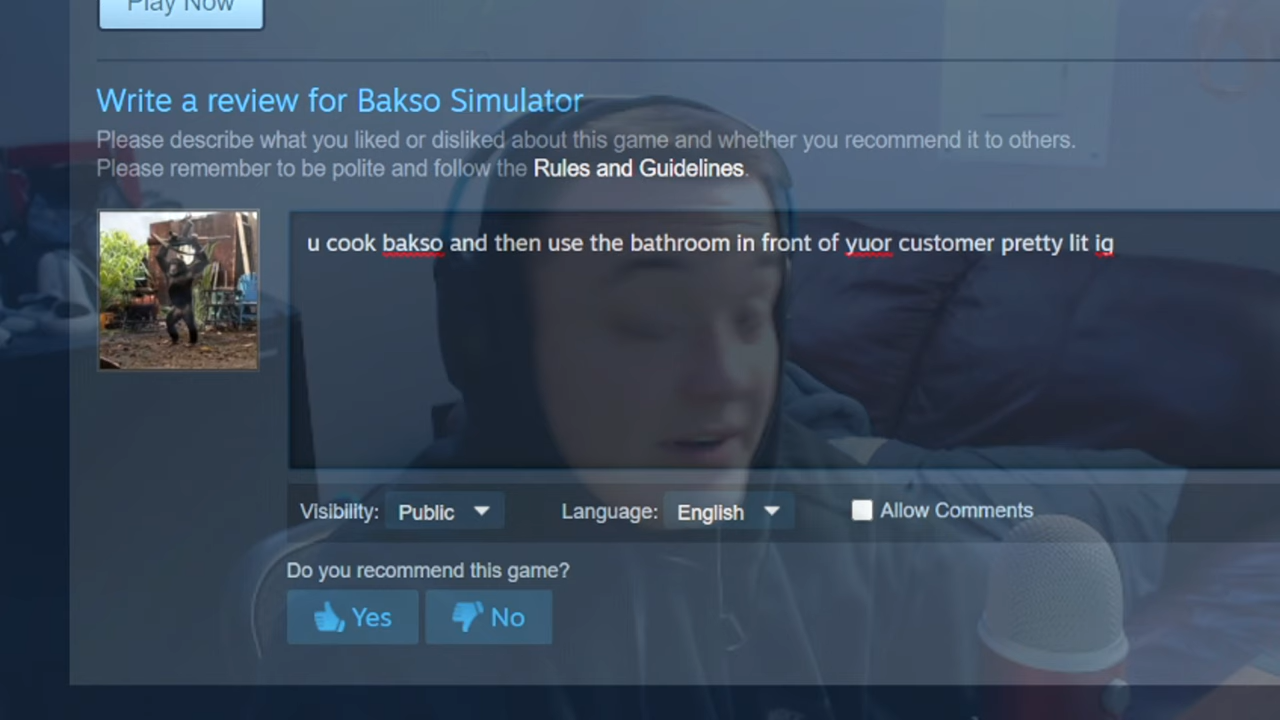 Play Now
Write a review for Bakso Simulator
Please describe what you liked or disliked about this game and whether you recommend it to others.
Please remember to be polite and follow the Rules and Guidelines.
u cook bakso and then use the bathroom in front of yuor customer pretty lit ig
Visibility: Public Language: English Allow Comments
Do you recommend this game?
Yes No